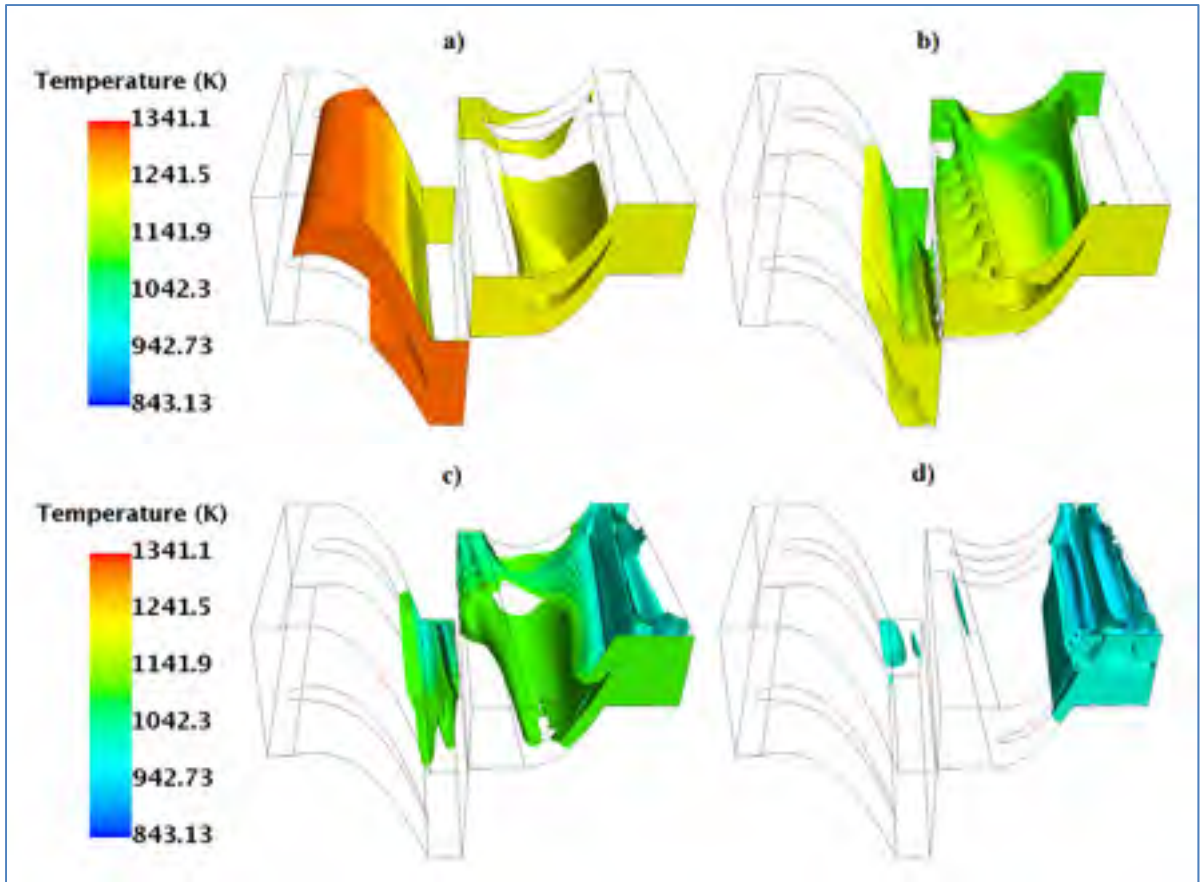 a)
b)
Temperature (K)
1341.1
1241.5
1141.9
1042.3
942.73
843.13
c)
d)
Temperature (K)
1341.1
1241.5
1141.9
1042.3
942.73
843.13